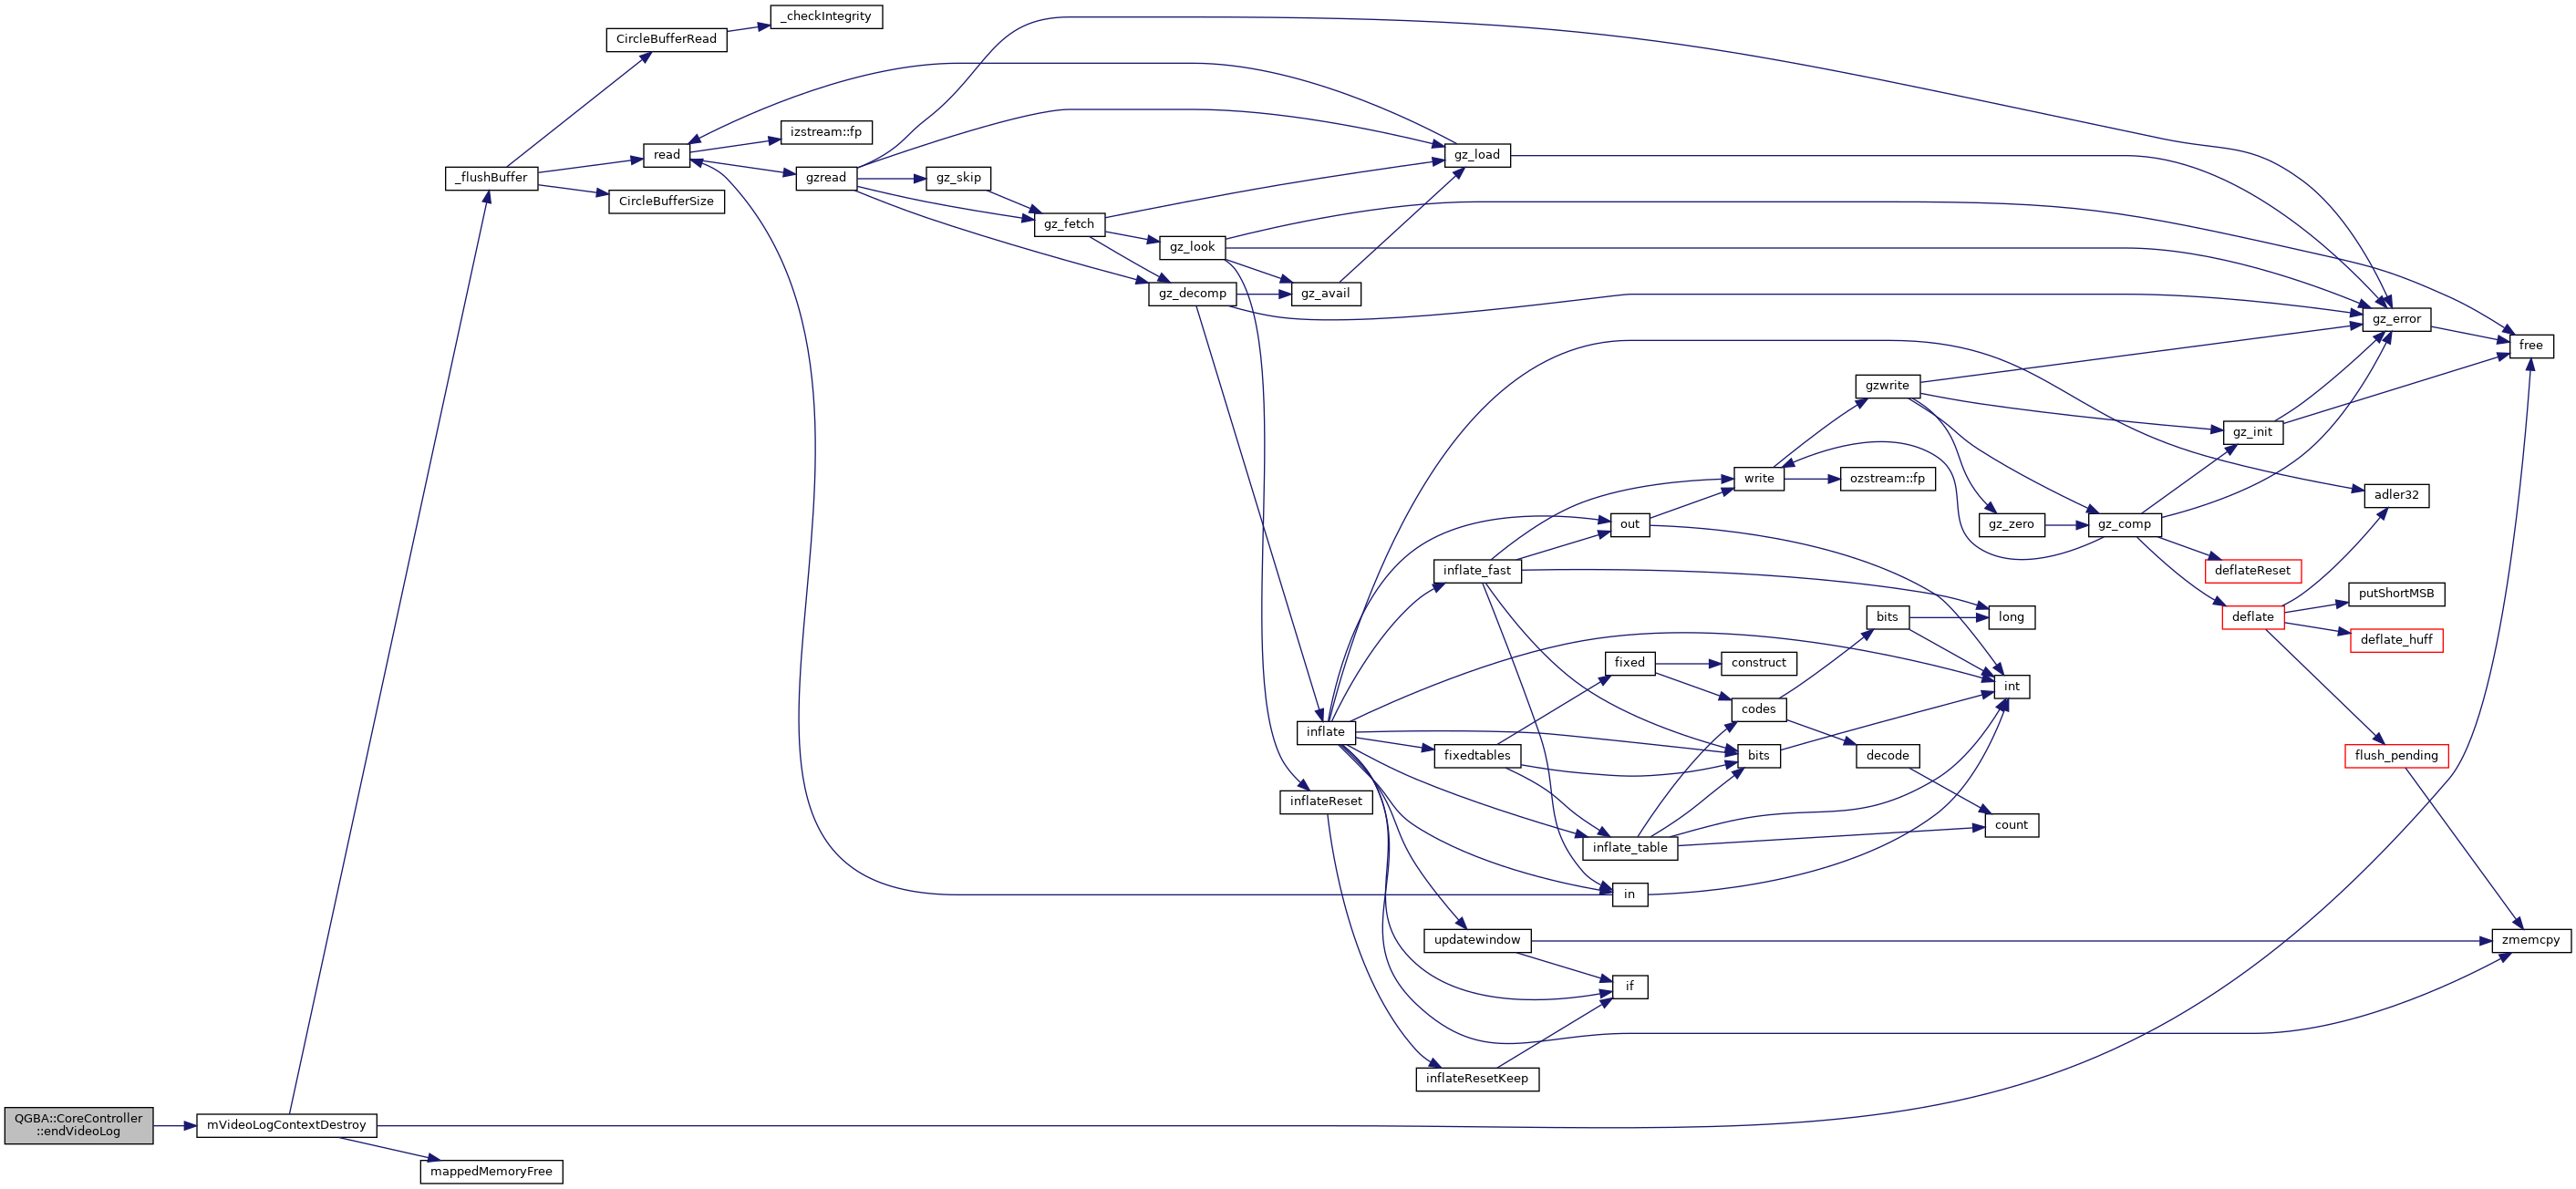 _checkIntegrity
CircleBufferRead
izstream::fp
read
gz_load
_flushBuffer
gzread
gz_skip
CircleBufferSize
gz_fetch
gz_look
gz_decomp
gz_avail
gz_error
free
gzwrite
gz_init
write
ozstream::fp
adler32
out
gz_zero
gz_comp
inflate_fast
deflateReset
putShortMSB
bits
long
deflate
deflate_huff
fixed
construct
int
codes
inflate
fixedtables
bits
decode
flush_pending
inflateReset
count
inflate_table
in
updatewindow
zmemcpy
if
inflateResetKeep
QGBA::CoreController
::endVideoLog
mVideoLogContextDestroy
mappedMemoryFree